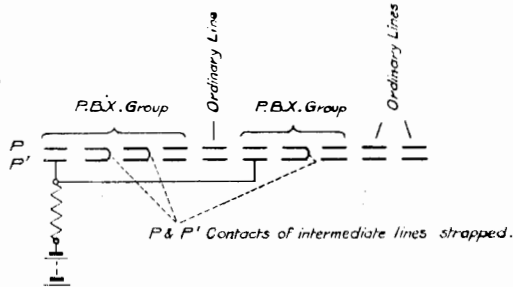 Ordinary Line
Ordinary Lines
P.B.X. Group
P.B.X. Group
P
P'
P & P' Contacts of intermediate lines strapped.